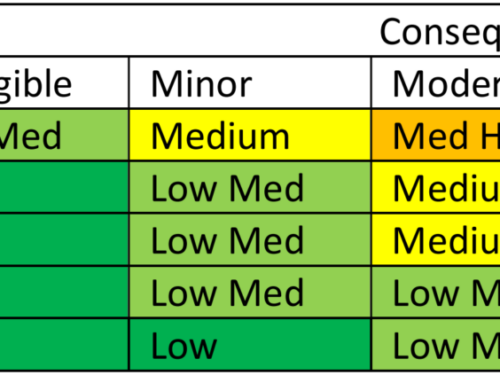 Conseq
gible Minor Moder
Med Medium Med H
Low Med Mediu
Low Med Mediu
Low Med Low M
Low Low M